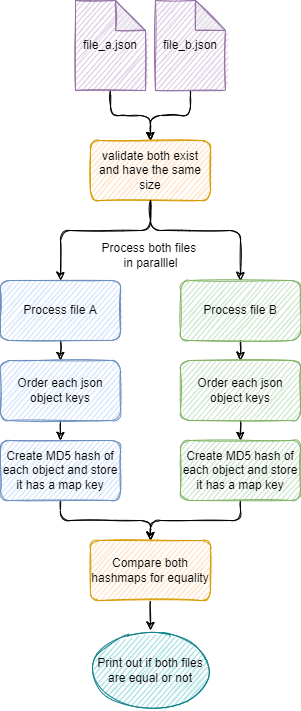 file_a.json
file_b.json
validate both exist
and have the same
size
Process both files
in paralllel
Process file A
Process file B
Order each json
object keys
Order each json
object keys
Create MD5 hash of
each object and store
it has a map key
Create MD5 hash of
each object and store
it has a map key
Compare both
hashmaps for equality
Print out if both files
are equal or not